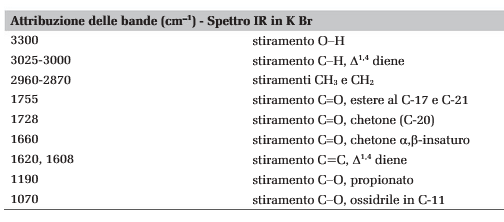 Attribuzione delle bande (cm⁻¹) - Spettro IR in K Br
3300 stiramento O–H
3025-3000 stiramento C–H, Δ¹,⁴ diene
2960-2870 stiramenti CH₃ e CH₂
1755 stiramento C=O, estere al C-17 e C-21
1728 stiramento C=O, chetone (C-20)
1660 stiramento C=O, chetone α,β-insaturo
1620, 1608 stiramento C=C, Δ¹,⁴ diene
1190 stiramento C–O, propionato
1070 stiramento C–O, ossidrile in C-11